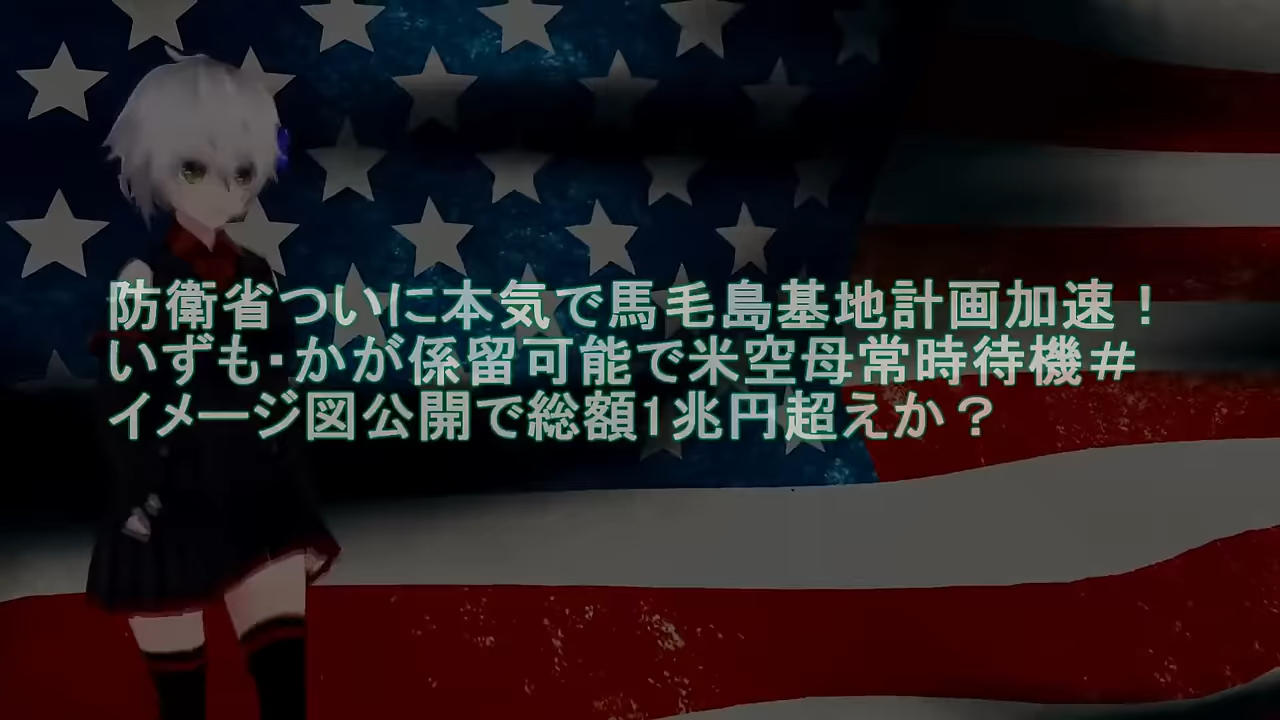 防衛省ついに本気で馬毛島基地計画加速！
いずも・かが係留可能で米空母常時待機＃
イメージ図公開で総額1兆円超えか？